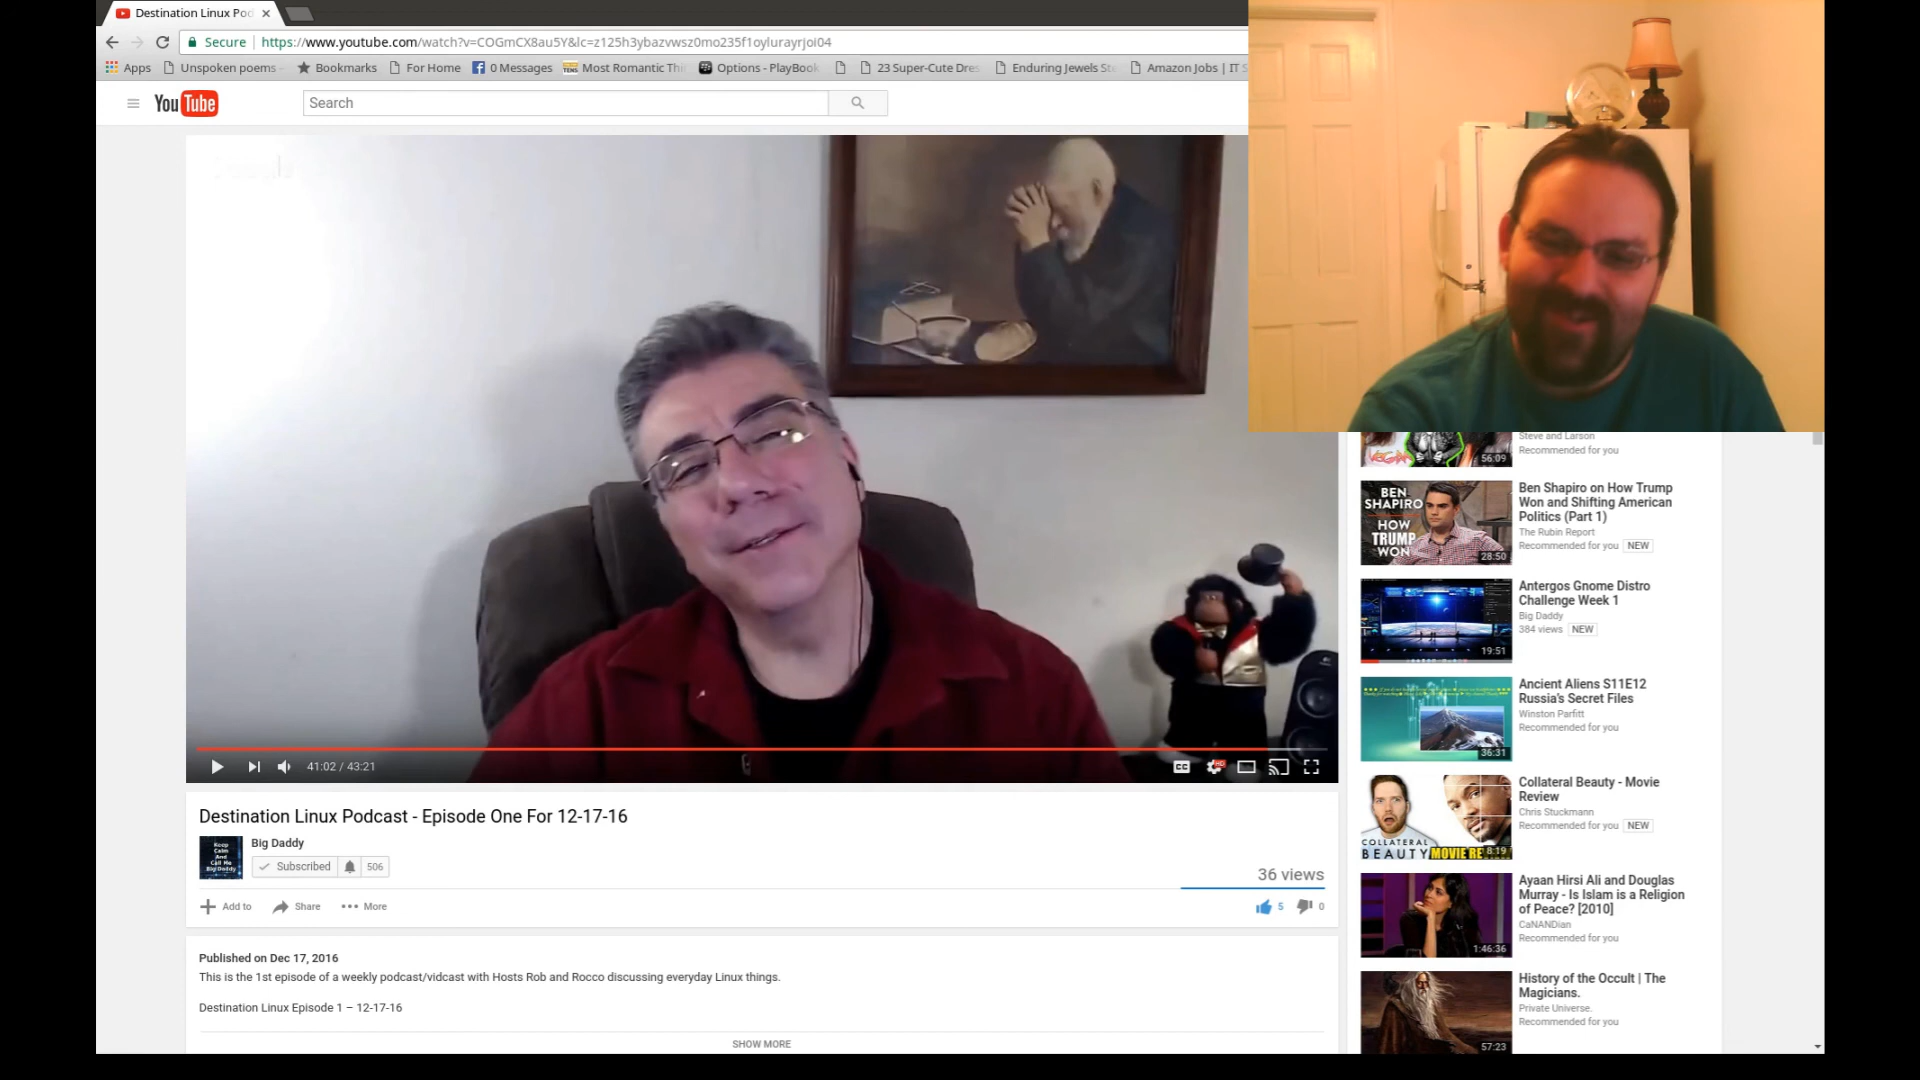 Destination Linux Pod
Secure
https://www.youtube.com/watch?v=COGmCX8au5Y&lc=z125h3ybazvwsz0mo235f1oylurayrjoi04
Apps
Unspoken poems
Bookmarks
For Home
0 Messages
Most Romantic Thi
Options - PlayBook
23 Super-Cute Dres
Enduring Jewels Ste
Amazon Jobs | IT S
YouTube
Search
41:02 / 43:21
CC
HD
Destination Linux Podcast - Episode One For 12-17-16
Keep
Calm
And
Call Me
Big Daddy
Big Daddy
Subscribed
506
36 views
Add to
Share
More
5
0
Published on Dec 17, 2016
This is the 1st episode of a weekly podcast/vidcast with Hosts Rob and Rocco discussing everyday Linux things.
Destination Linux Episode 1 – 12-17-16
SHOW MORE
56:09
Steve and Larson
Recommended for you
BEN
SHAPIRO
HOW
TRUMP
WON
28:50
Ben Shapiro on How Trump
Won and Shifting American
Politics (Part 1)
The Rubin Report
Recommended for you NEW
19:51
Antergos Gnome Distro
Challenge Week 1
Big Daddy
384 views NEW
36:31
Ancient Aliens S11E12
Russia's Secret Files
Winston Parfitt
Recommended for you
COLLATERAL
BEAUTY MOVIE RE
8:19
Collateral Beauty - Movie
Review
Chris Stuckmann
Recommended for you NEW
1:46:36
Ayaan Hirsi Ali and Douglas
Murray - Is Islam is a Religion
of Peace? [2010]
CaNANDian
Recommended for you
57:23
History of the Occult | The
Magicians.
Private Universe.
Recommended for you